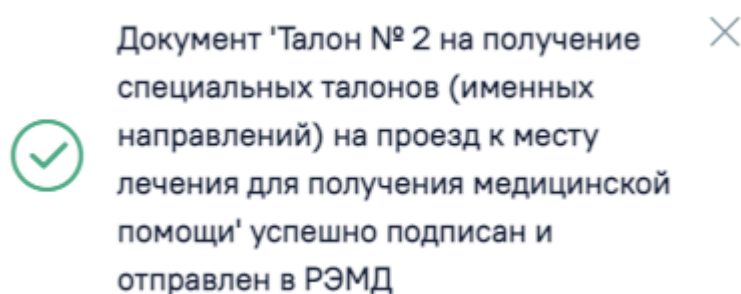 Документ 'Талон № 2 на получение
специальных талонов (именных
направлений) на проезд к месту
лечения для получения медицинской
помощи' успешно подписан и
отправлен в РЭМД